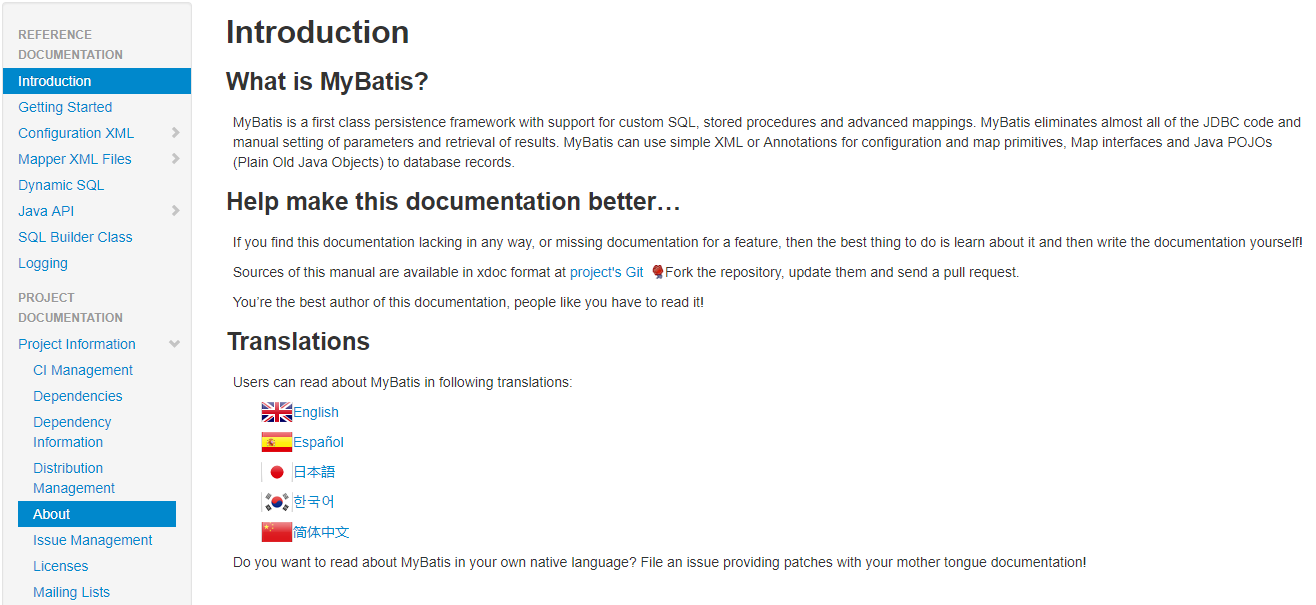 REFERENCE
DOCUMENTATION
Introduction
Getting Started
Configuration XML
Mapper XML Files
Dynamic SQL
Java API
SQL Builder Class
Logging
PROJECT
DOCUMENTATION
Project Information
CI Management
Dependencies
Dependency
Information
Distribution
Management
About
Issue Management
Licenses
Mailing Lists
Introduction
What is MyBatis?
MyBatis is a first class persistence framework with support for custom SQL, stored procedures and advanced mappings. MyBatis eliminates almost all of the JDBC code and
manual setting of parameters and retrieval of results. MyBatis can use simple XML or Annotations for configuration and map primitives, Map interfaces and Java POJOs
(Plain Old Java Objects) to database records.
Help make this documentation better…
If you find this documentation lacking in any way, or missing documentation for a feature, then the best thing to do is learn about it and then write the documentation yourself!
Sources of this manual are available in xdoc format at project's Git Fork the repository, update them and send a pull request.
You’re the best author of this documentation, people like you have to read it!
Translations
Users can read about MyBatis in following translations:
English
Español
日本語
한국어
简体中文
Do you want to read about MyBatis in your own native language? File an issue providing patches with your mother tongue documentation!